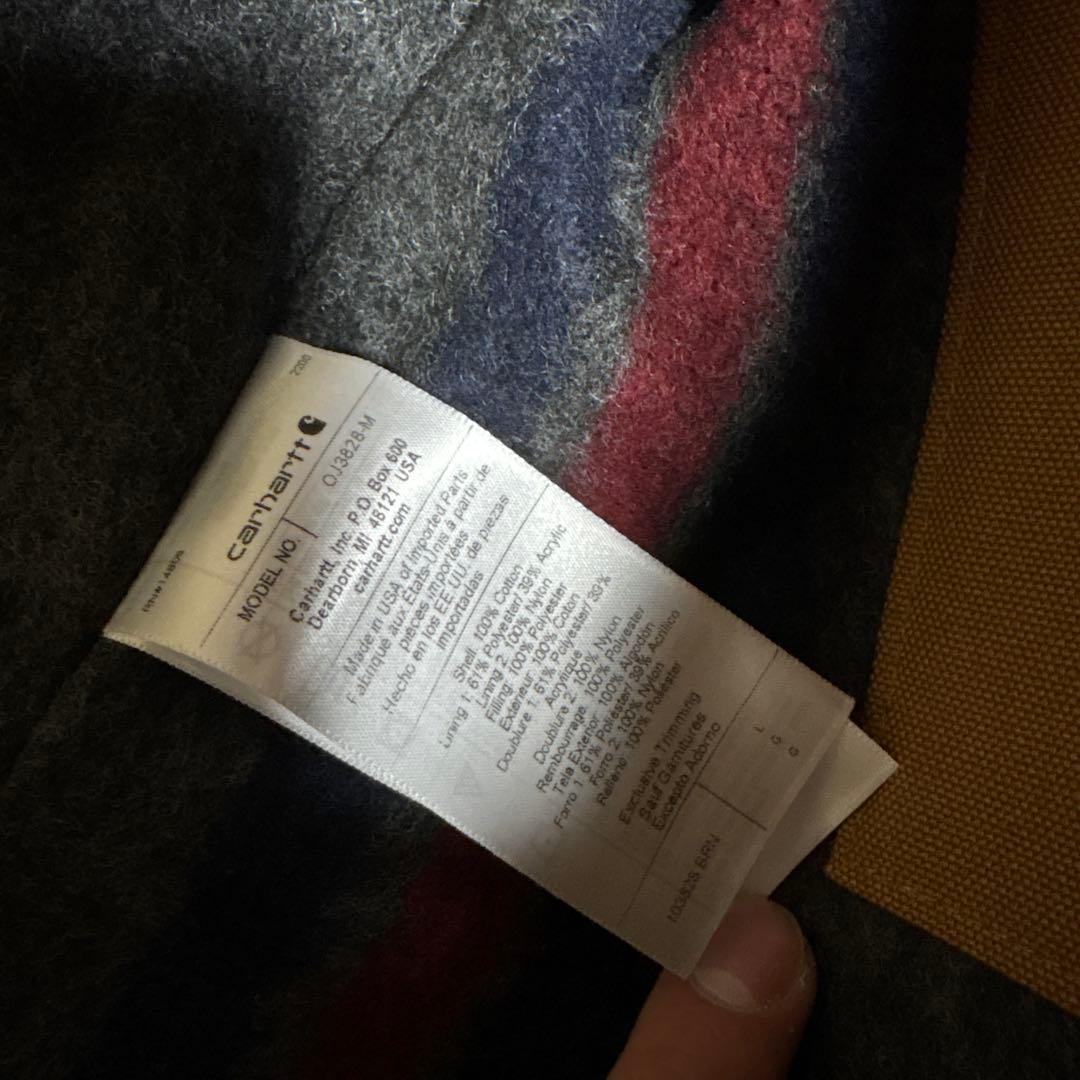 2200
carhartt
MODEL NO.
OJ3828-M
Carhartt, Inc. P.O. Box 600
Dearborn, MI 48121 USA
carhartt.com
Made in USA of Imported Parts
Fabriqué aux États-Unis à partir de
pièces importées
Hecho en los EE.UU. de piezas
importadas
Shell: 100% Cotton
Lining 1: 61% Polyester/ 39% Acrylic
Lining 2: 100% Nylon
Filling: 100% Polyester
Exterieur: 100% Coton
Doublure 1: 61% Polyester/ 39%
Acrylique
Doublure 2: 100% Nylon
Rembourrage: 100% Polyester
Tela Exterior: 100% Algodón
Forro 1: 61% Poliéster/ 39% Acrilico
Forro 2: 100% Nylon
Relleno: 100% Poliéster
Exclusive Trimming
Sauf Garnitures
Excepto Adorno
L
G
G
103828 BRN